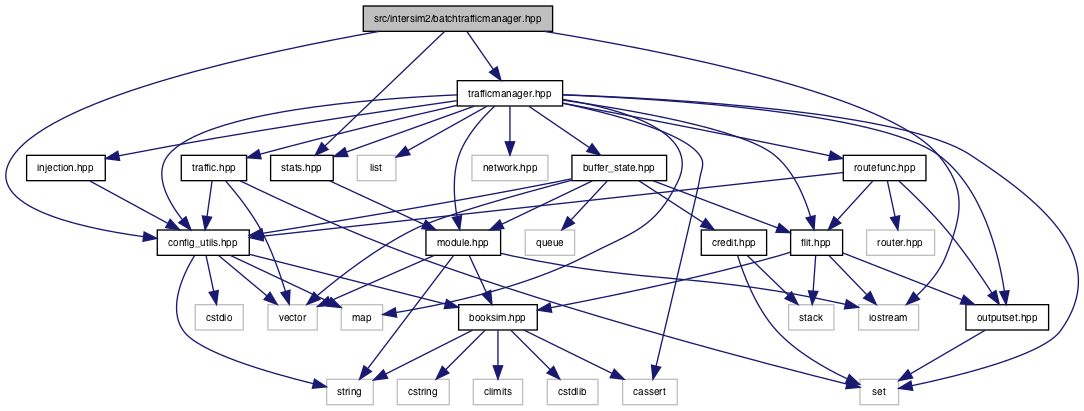 src/intersim2/batchtrafficmanager.hpp
trafficmanager.hpp
injection.hpp
traffic.hpp
stats.hpp
list
network.hpp
buffer_state.hpp
routefunc.hpp
config_utils.hpp
module.hpp
queue
credit.hpp
flit.hpp
router.hpp
cstdio
vector
map
booksim.hpp
stack
iostream
outputset.hpp
string
cstring
climits
cstdlib
cassert
set